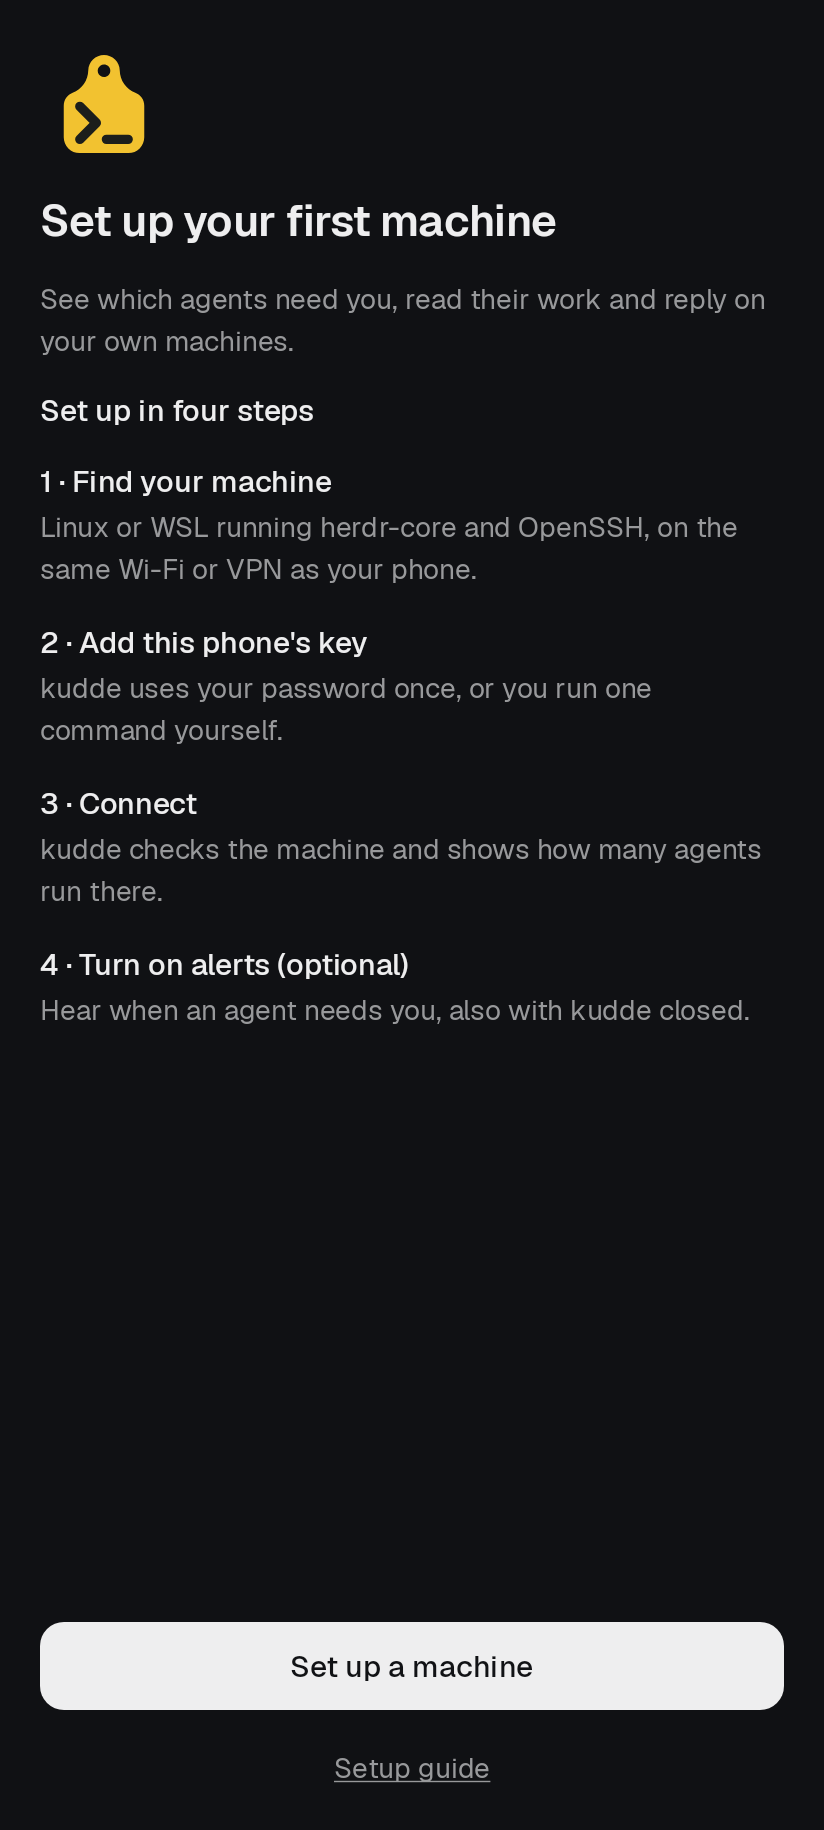 Set up your first machine
See which agents need you, read their work and reply on
your own machines.
Set up in four steps
1 · Find your machine
Linux or WSL running herdr-core and OpenSSH, on the
same Wi-Fi or VPN as your phone.
2 · Add this phone's key
kudde uses your password once, or you run one
command yourself.
3 · Connect
kudde checks the machine and shows how many agents
run there.
4 · Turn on alerts (optional)
Hear when an agent needs you, also with kudde closed.
Set up a machine
Setup guide